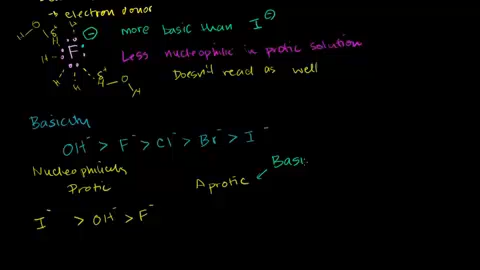 → electron donor
H O S+ H
F ⊖ more basic than I ⊖
Less nucleophilic in protic solution
H H H S+ O H
Doesn't react as well
Basicity
OH⁻ > F⁻ > Cl⁻ > Br⁻ > I⁻
Nucleophilicity
Protic Aprotic Basi
I⁻ > OH⁻ > F⁻